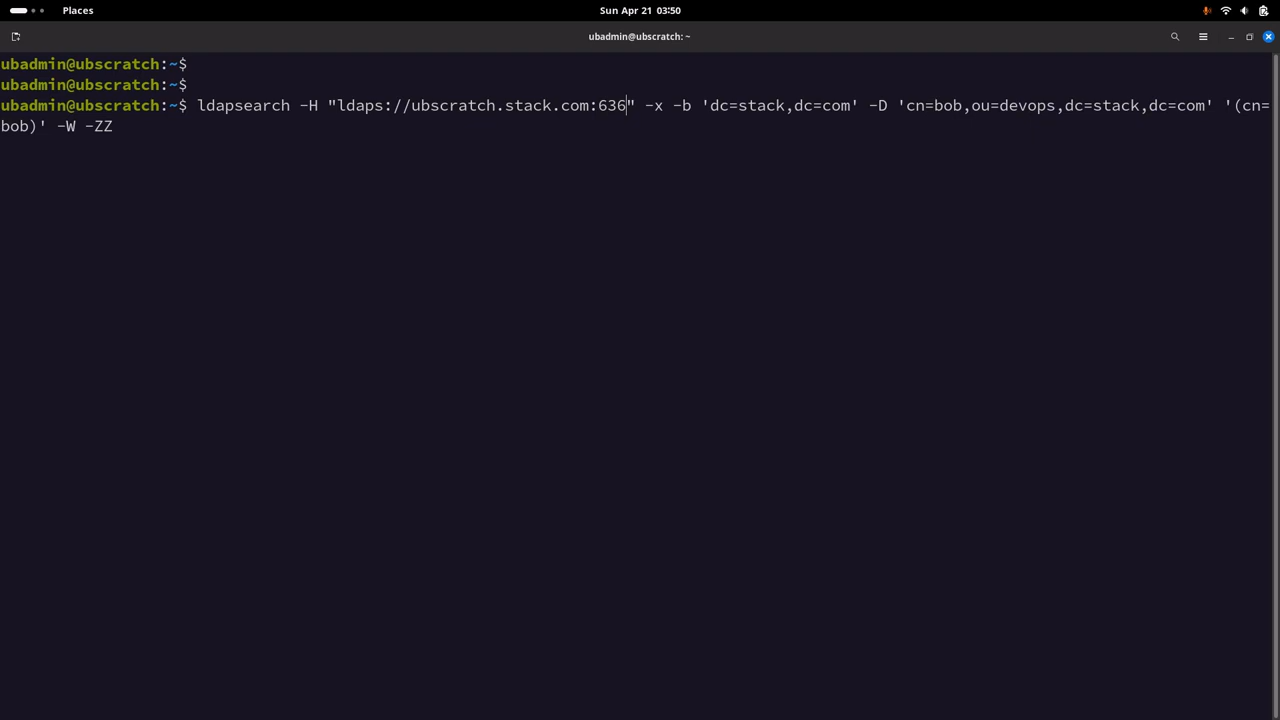 Places
Sun Apr 21 03:50
ubadmin@ubscratch: ~
ubadmin@ubscratch:~$
ubadmin@ubscratch:~$
ubadmin@ubscratch:~$ ldapsearch -H "ldaps://ubscratch.stack.com:636" -x -b 'dc=stack,dc=com' -D 'cn=bob,ou=devops,dc=stack,dc=com' '(cn=
bob)' -W -ZZ